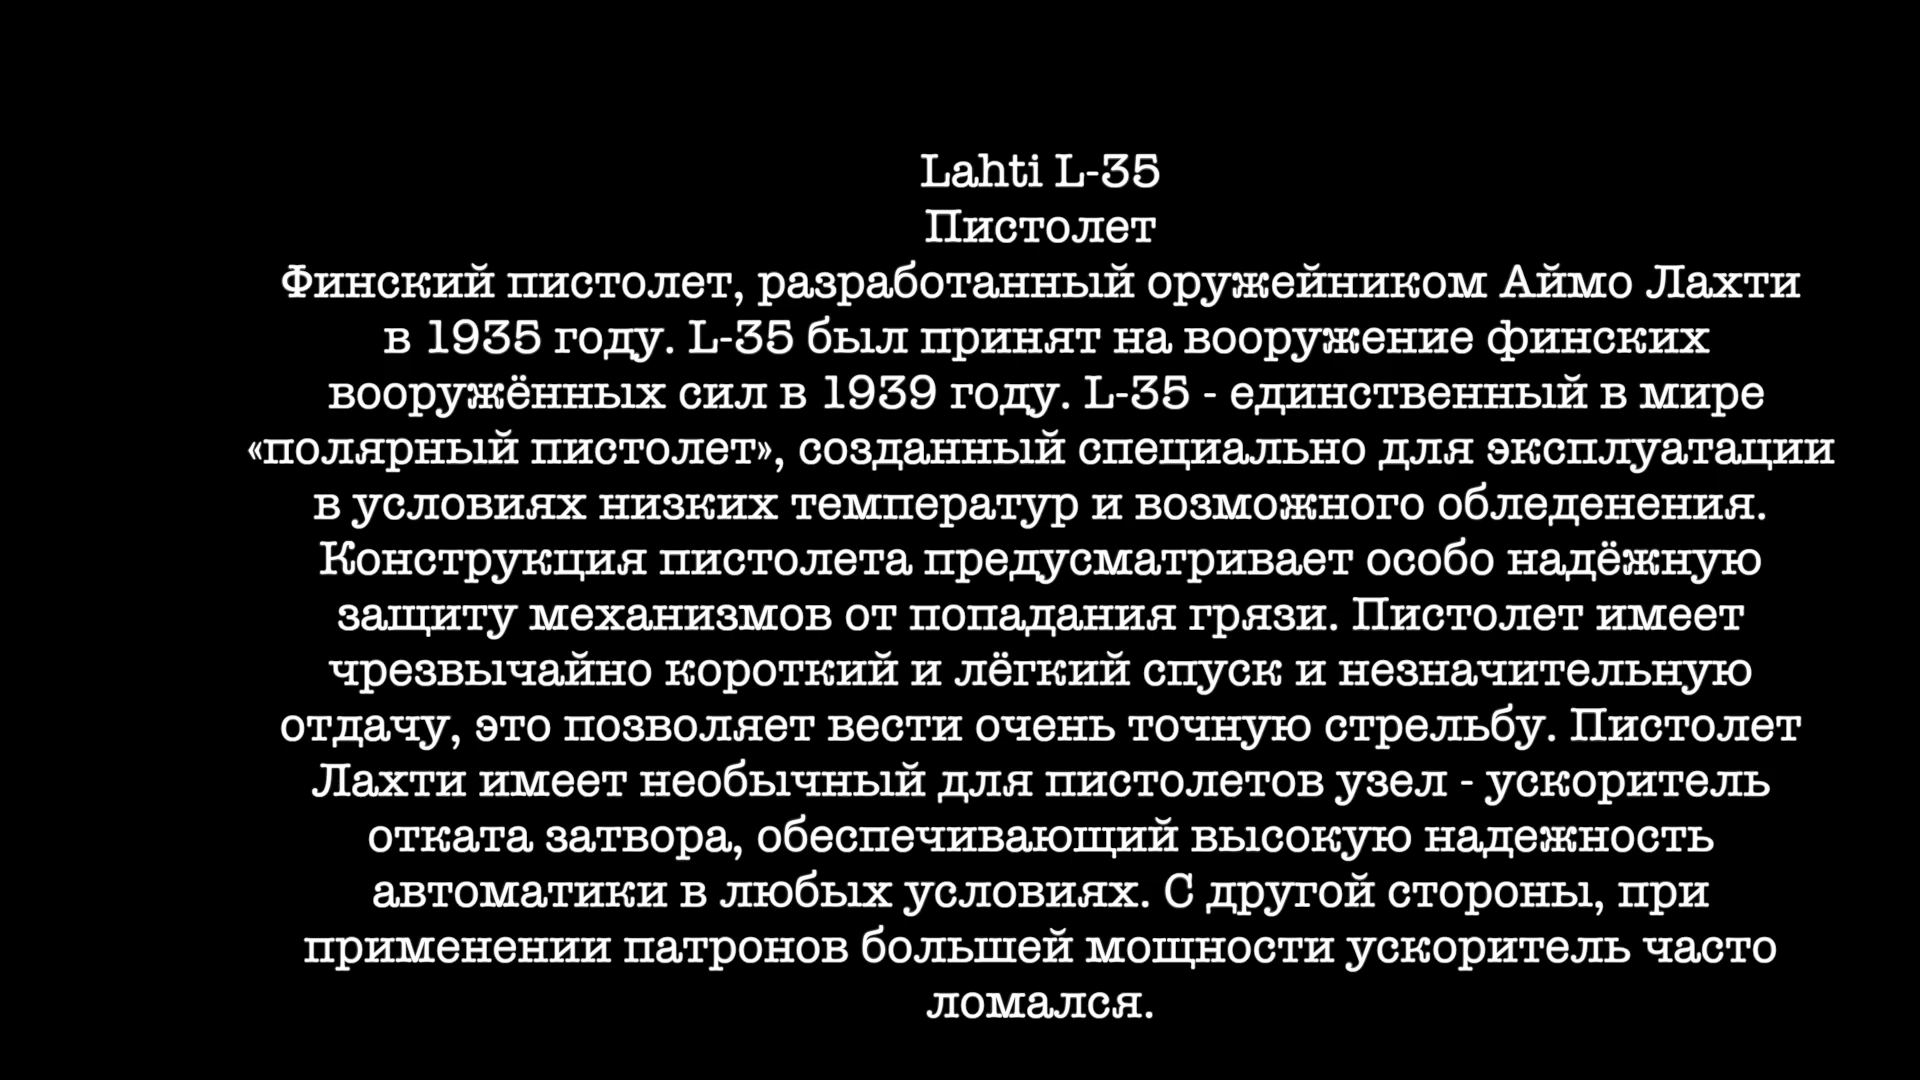 Lahti L-35
Пистолет
Финский пистолет, разработанный оружейником Аймо Лахти
в 1935 году. L-35 был принят на вооружение финских
вооружённых сил в 1939 году. L-35 - единственный в мире
«полярный пистолет», созданный специально для эксплуатации
в условиях низких температур и возможного обледенения.
Конструкция пистолета предусматривает особо надёжную
защиту механизмов от попадания грязи. Пистолет имеет
чрезвычайно короткий и лёгкий спуск и незначительную
отдачу, это позволяет вести очень точную стрельбу. Пистолет
Лахти имеет необычный для пистолетов узел - ускоритель
отката затвора, обеспечивающий высокую надежность
автоматики в любых условиях. С другой стороны, при
применении патронов большей мощности ускоритель часто
ломался.